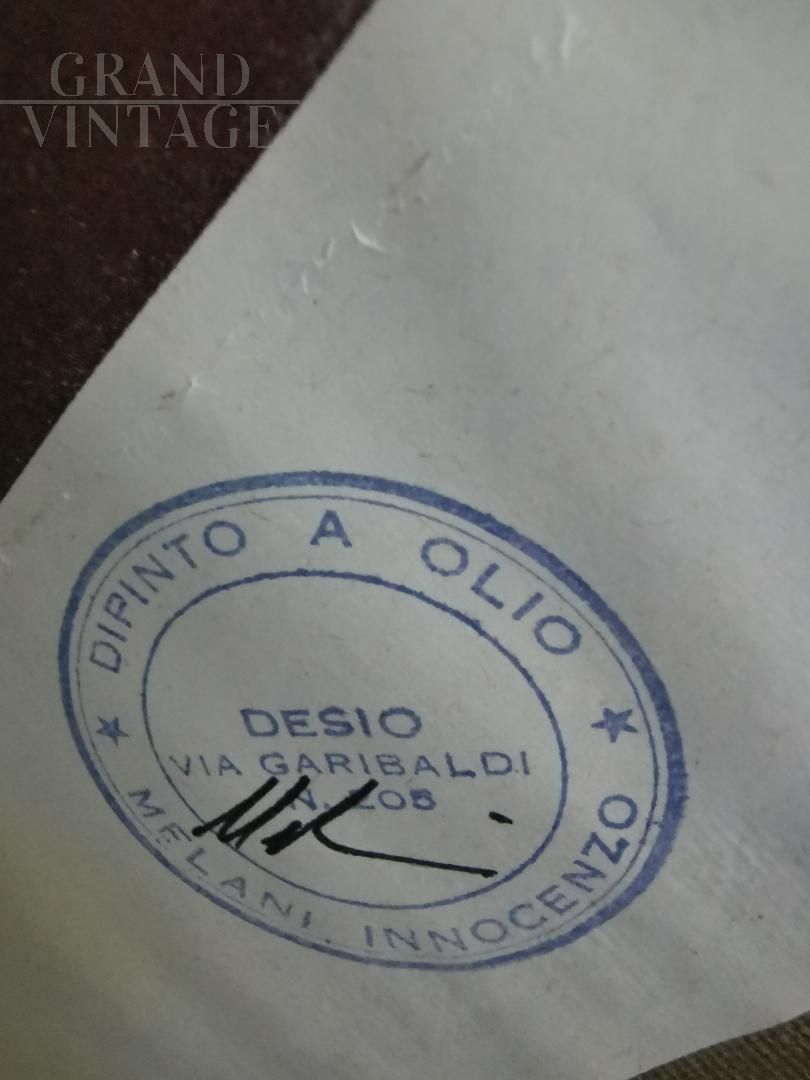 GRAND
VINTAGE
DIPINTO A OLIO
DESIO
VIA GARIBALDI
N.
MELANI INNOCENZO